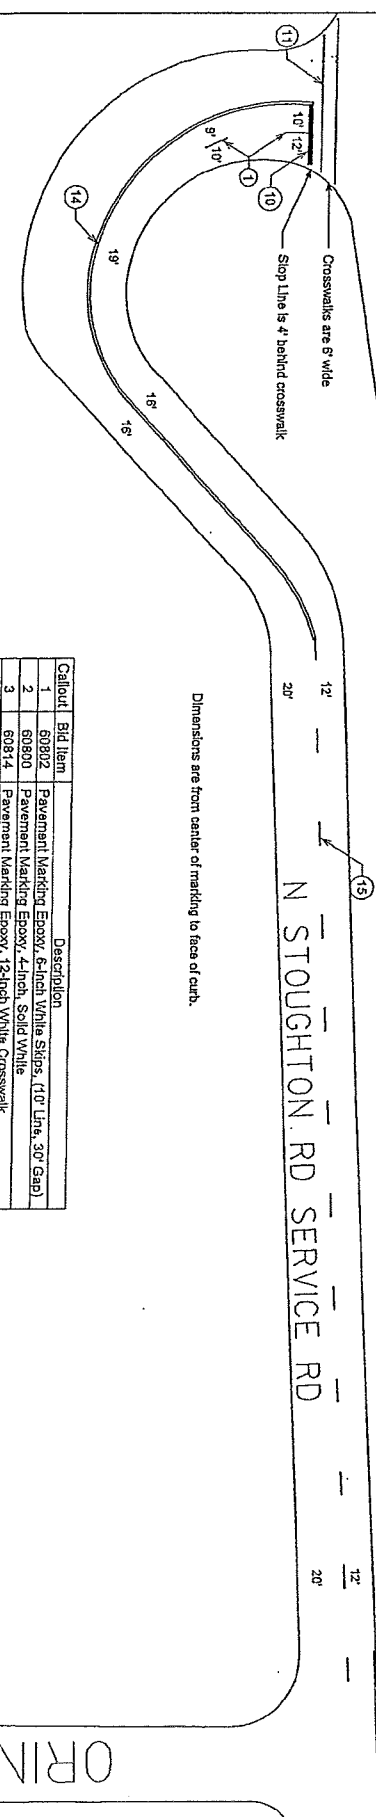 11
10'
12'
9'
10'
1
10
Crosswalks are 6' wide
Stop Line is 4' behind crosswalk
14
19'
16'
16'
12'
20'
15
Dimensions are from center of marking to face of curb.
N STOUGHTON RD SERVICE RD
12'
20'
Callout Bid Item Description
1 60802 Pavement Marking Epoxy, 6-Inch White Skips, (10' Line, 30' Gap)
2 60800 Pavement Marking Epoxy, 4-Inch, Solid White
3 60814 Pavement Marking Epoxy, 12-Inch White Crosswalk
ORIN